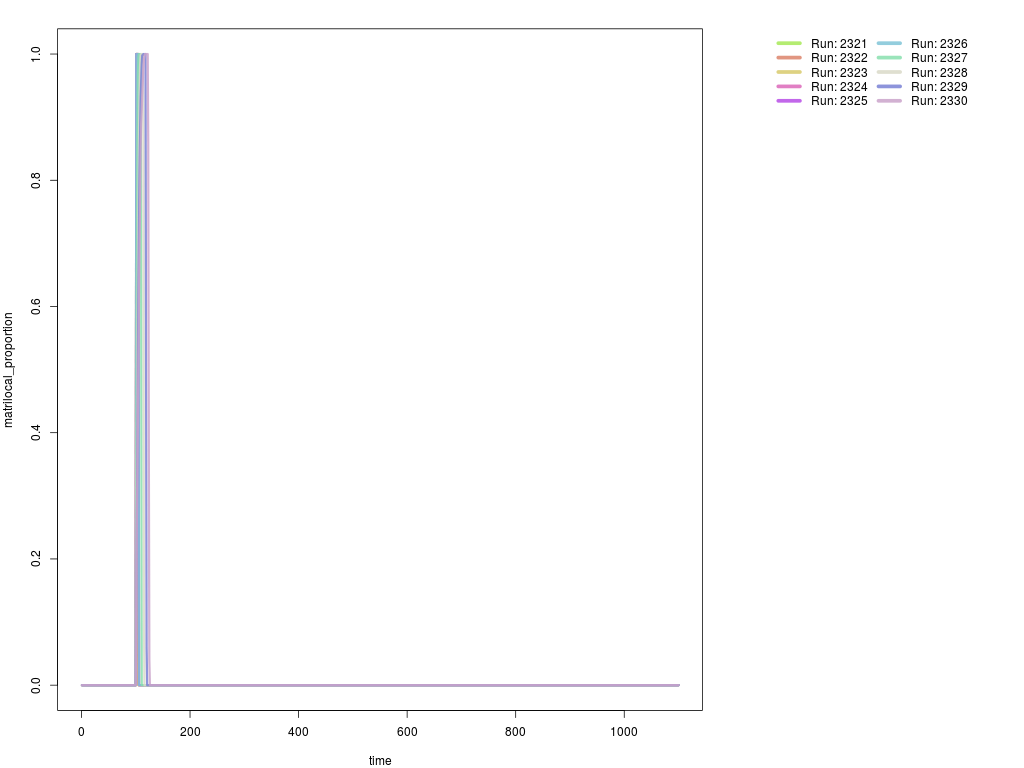 Run: 2321
Run: 2322
Run: 2323
Run: 2324
Run: 2325
Run: 2326
Run: 2327
Run: 2328
Run: 2329
Run: 2330
matrilocal_proportion
1.0
0.8
0.6
0.4
0.2
0.0
0 200 400 600 800 1000
time